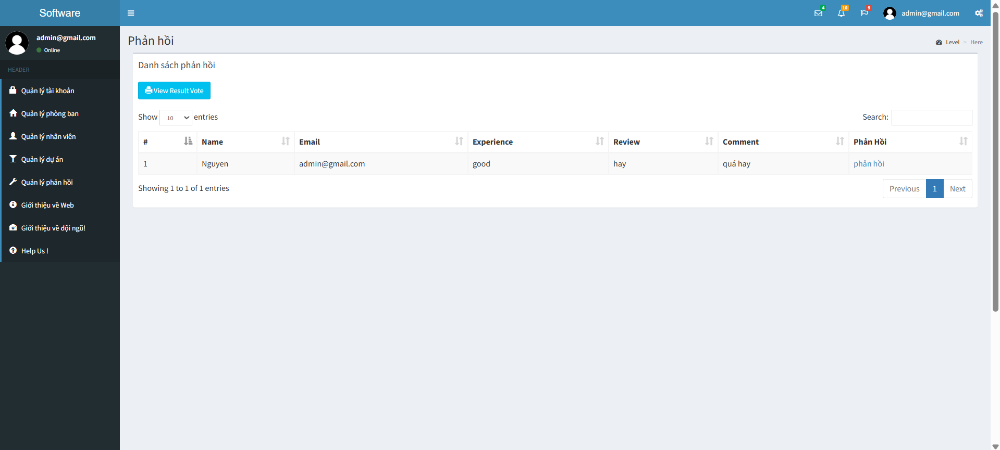 Software
4
10
9
admin@gmail.com
admin@gmail.com
Online
HEADER
Quản lý tài khoản
Quản lý phòng ban
Quản lý nhân viên
Quản lý dự án
Quản lý phản hồi
Giới thiệu về Web
Giới thiệu về đội ngũ!
Help Us !
Phản hồi
Level > Here
Danh sách phản hồi
View Result Vote
Show 10 entries
Search:
# Name Email Experience Review Comment Phản Hồi
1 Nguyen admin@gmail.com good hay quá hay phản hồi
Showing 1 to 1 of 1 entries
Previous 1 Next